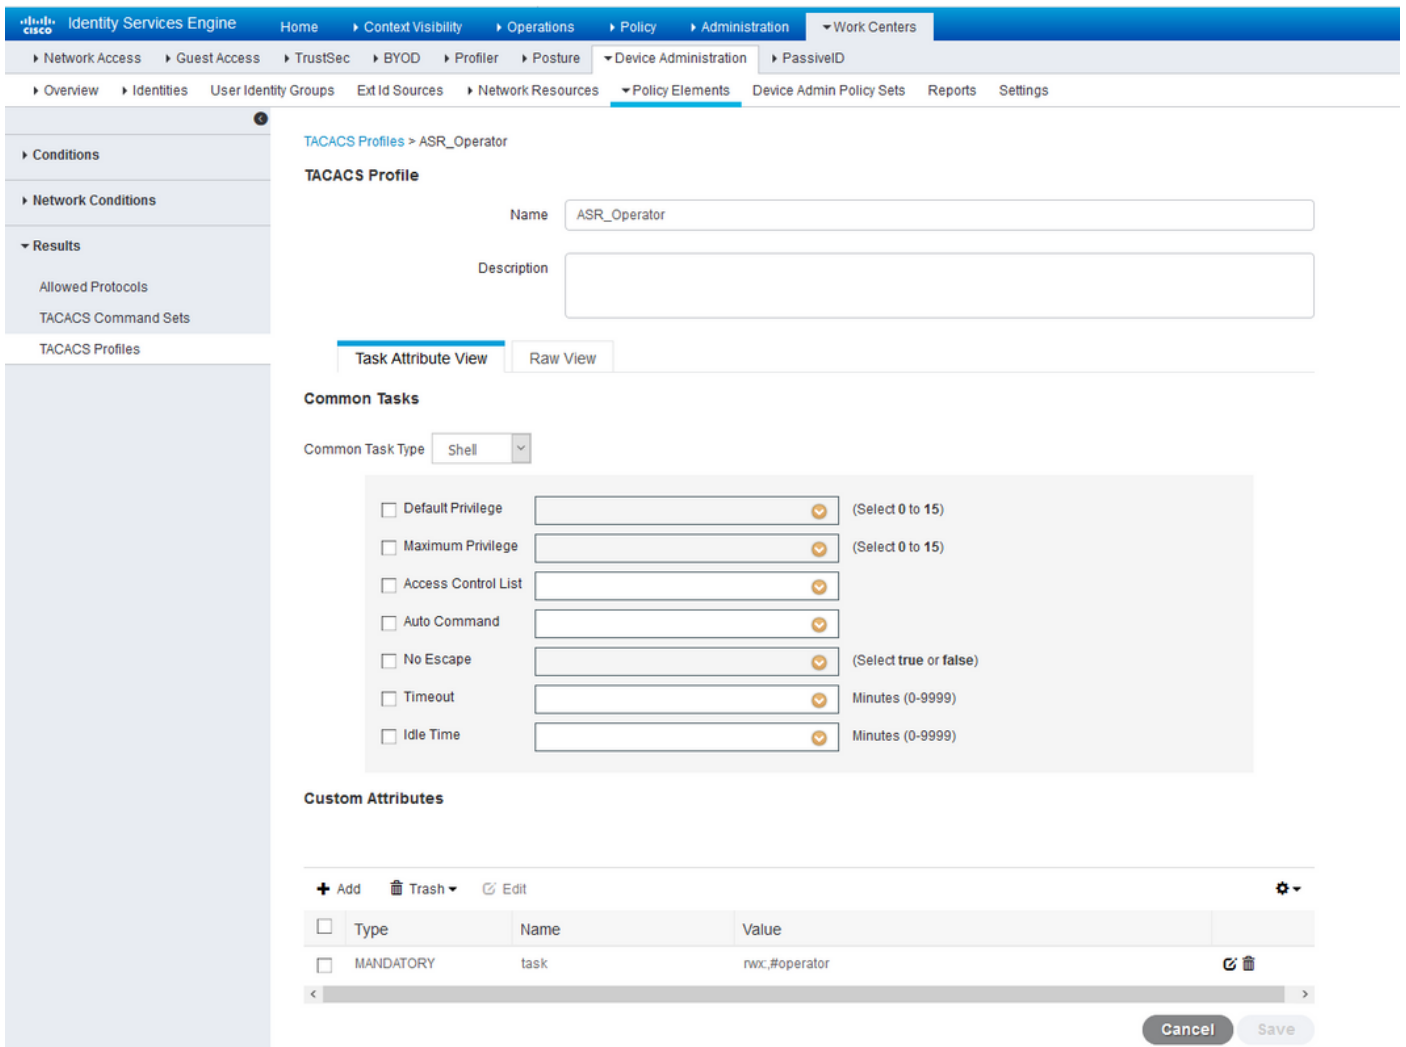 cisco Identity Services Engine Home Context Visibility Operations Policy Administration Work Centers
Network Access Guest Access TrustSec BYOD Profiler Posture Device Administration PassiveID
Overview Identities User Identity Groups Ext Id Sources Network Resources Policy Elements Device Admin Policy Sets Reports Settings
Conditions
Network Conditions
Results
Allowed Protocols
TACACS Command Sets
TACACS Profiles
TACACS Profiles > ASR_Operator
TACACS Profile
Name ASR_Operator
Description
Task Attribute View Raw View
Common Tasks
Common Task Type Shell
Default Privilege (Select 0 to 15)
Maximum Privilege (Select 0 to 15)
Access Control List
Auto Command
No Escape (Select true or false)
Timeout Minutes (0-9999)
Idle Time Minutes (0-9999)
Custom Attributes
Add Trash Edit
Type Name Value
MANDATORY task rwx:,#operator
Cancel Save